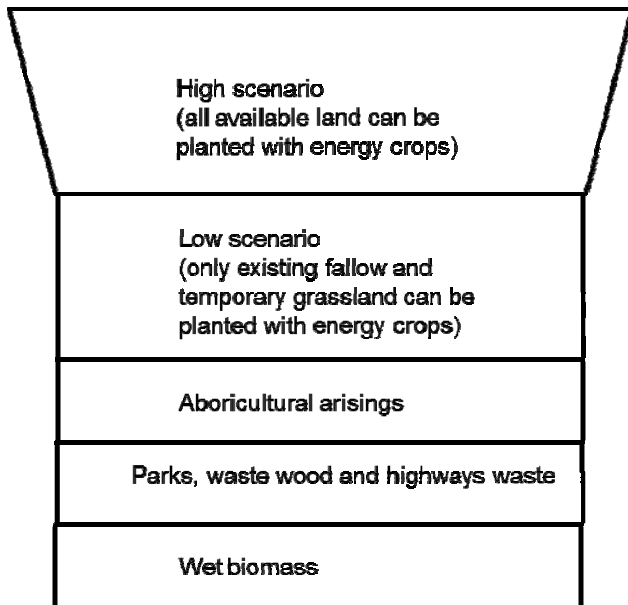 High scenario
(all available land can be
planted with energy crops)
Low scenario
(only existing fallow and
temporary grassland can be
planted with energy crops)
Aboricultural arisings
Parks, waste wood and highways waste
Wet biomass